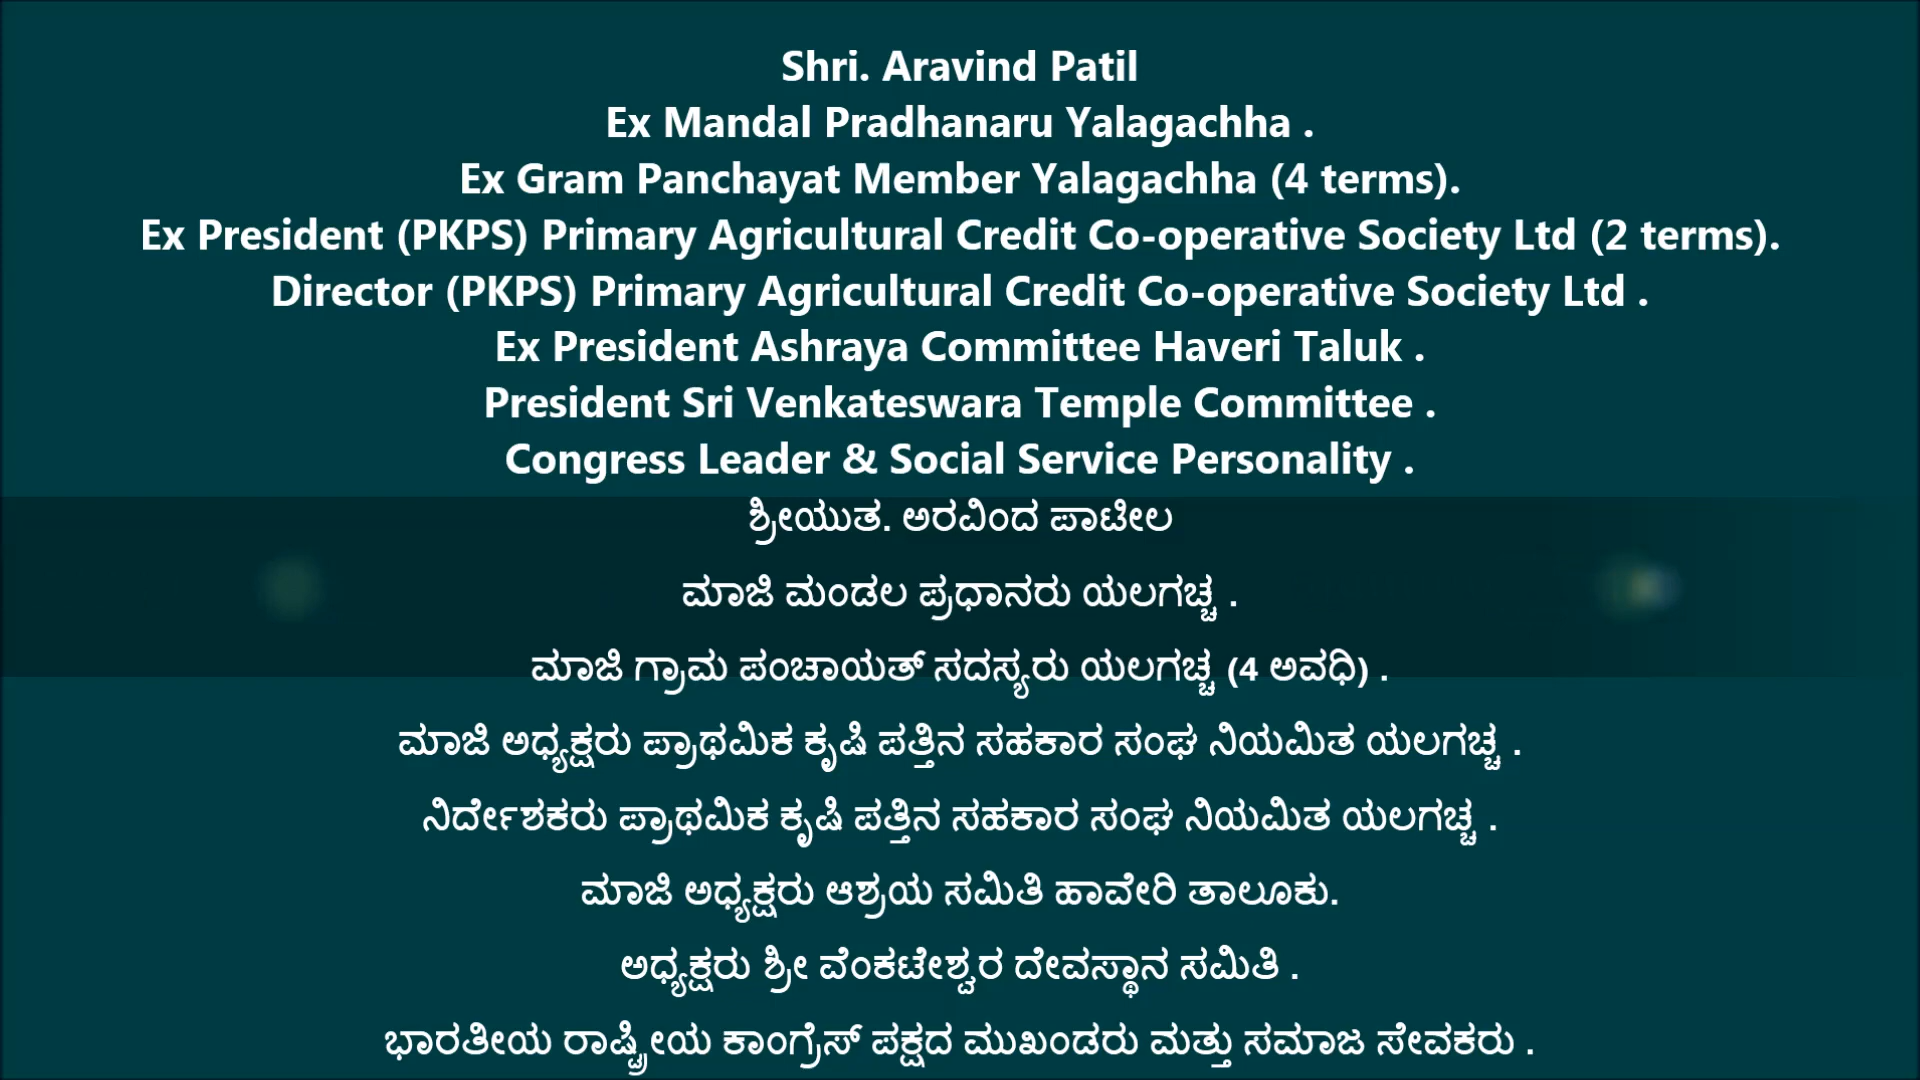 Shri. Aravind Patil
Ex Mandal Pradhanaru Yalagachha .
Ex Gram Panchayat Member Yalagachha (4 terms).
Ex President (PKPS) Primary Agricultural Credit Co-operative Society Ltd (2 terms).
Director (PKPS) Primary Agricultural Credit Co-operative Society Ltd .
Ex President Ashraya Committee Haveri Taluk .
President Sri Venkateswara Temple Committee .
Congress Leader & Social Service Personality .
ಶ್ರೀಯುತ. ಅರವಿಂದ ಪಾಟೀಲ
ಮಾಜಿ ಮಂಡಲ ಪ್ರಧಾನರು ಯಲಗಚ್ಚ .
ಮಾಜಿ ಗ್ರಾಮ ಪಂಚಾಯತ್ ಸದಸ್ಯರು ಯಲಗಚ್ಚ (4 ಅವಧಿ) .
ಮಾಜಿ ಅಧ್ಯಕ್ಷರು ಪ್ರಾಥಮಿಕ ಕೃಷಿ ಪತ್ತಿನ ಸಹಕಾರ ಸಂಘ ನಿಯಮಿತ ಯಲಗಚ್ಚ .
ನಿರ್ದೇಶಕರು ಪ್ರಾಥಮಿಕ ಕೃಷಿ ಪತ್ತಿನ ಸಹಕಾರ ಸಂಘ ನಿಯಮಿತ ಯಲಗಚ್ಚ .
ಮಾಜಿ ಅಧ್ಯಕ್ಷರು ಆಶ್ರಯ ಸಮಿತಿ ಹಾವೇರಿ ತಾಲೂಕು.
ಅಧ್ಯಕ್ಷರು ಶ್ರೀ ವೆಂಕಟೇಶ್ವರ ದೇವಸ್ಥಾನ ಸಮಿತಿ .
ಭಾರತೀಯ ರಾಷ್ಟ್ರೀಯ ಕಾಂಗ್ರೆಸ್ ಪಕ್ಷದ ಮುಖಂಡರು ಮತ್ತು ಸಮಾಜ ಸೇವಕರು .